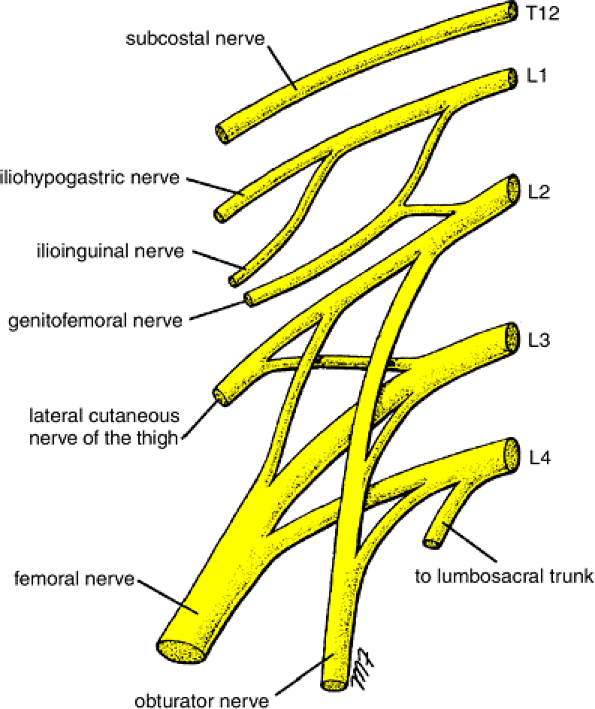 T12
subcostal nerve
L1
iliohypogastric nerve
L2
ilioinguinal nerve
genitofemoral nerve
L3
lateral cutaneous
nerve of the thigh
L4
femoral nerve
to lumbosacral trunk
obturator nerve